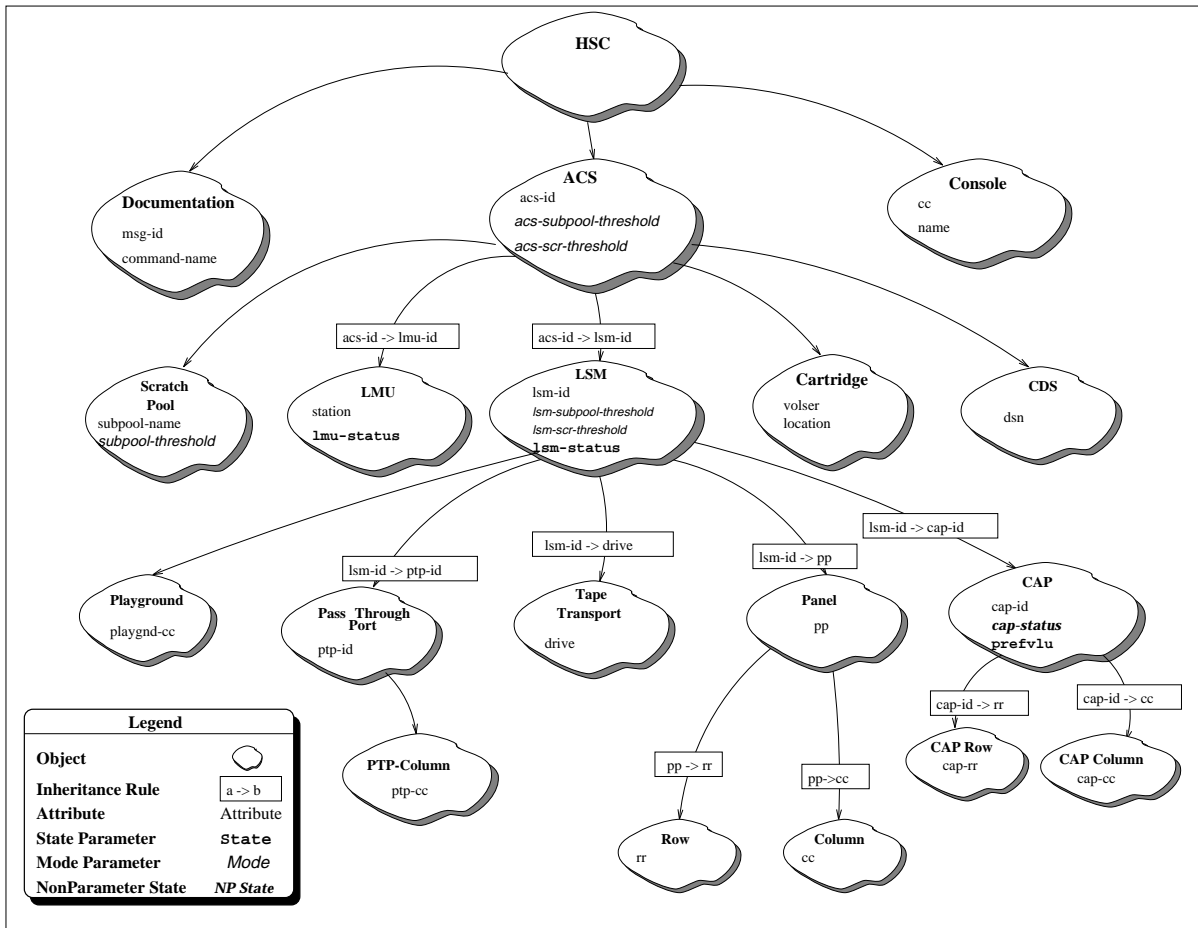 HSC
Documentation
msg-id
command-name
ACS
acs-id
acs-subpool-threshold
acs-scr-threshold
Console
cc
name
acs-id -> lmu-id
acs-id -> lsm-id
Scratch
Pool
subpool-name
subpool-threshold
LMU
station
lmu-status
LSM
lsm-id
lsm-subpool-threshold
lsm-scr-threshold
lsm-status
Cartridge
volser
location
CDS
dsn
lsm-id -> ptp-id
lsm-id -> drive
lsm-id -> pp
lsm-id -> cap-id
Playground
playgnd-cc
Pass Through
Port
ptp-id
Tape
Transport
drive
Panel
pp
CAP
cap-id
cap-status
prefvlu
cap-id -> rr
cap-id -> cc
PTP-Column
ptp-cc
pp -> rr
pp->cc
CAP Row
cap-rr
CAP Column
cap-cc
Row
rr
Column
cc
Legend
Object
Inheritance Rule a -> b
Attribute Attribute
State Parameter State
Mode Parameter Mode
NonParameter State NP State